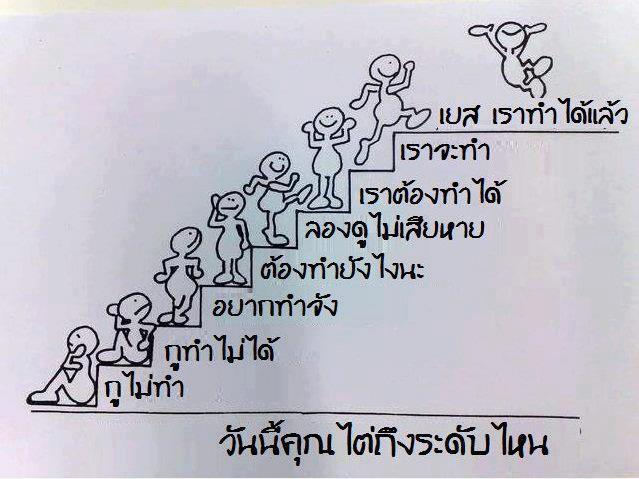 เยส เราทำได้แล้ว
เราจะทำ
เราต้องทำได้
ลองดูไม่เสียหาย
ต้องทำยังไงนะ
อยากทำจัง
กูทำไม่ได้
กูไม่ทำ
วันนี้คุณไต่ถึงระดับไหน